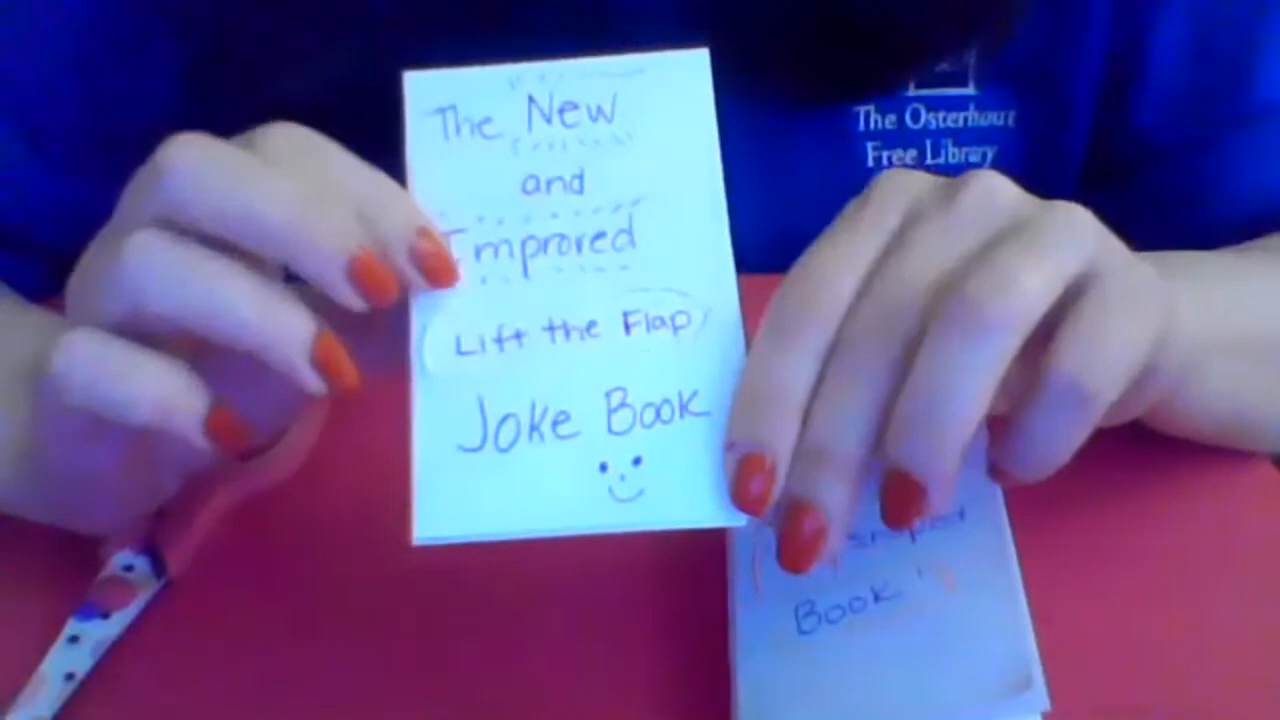 The New
and
Improved
Lift the Flap
Joke Book
The Osterhout
Free Library
Book!